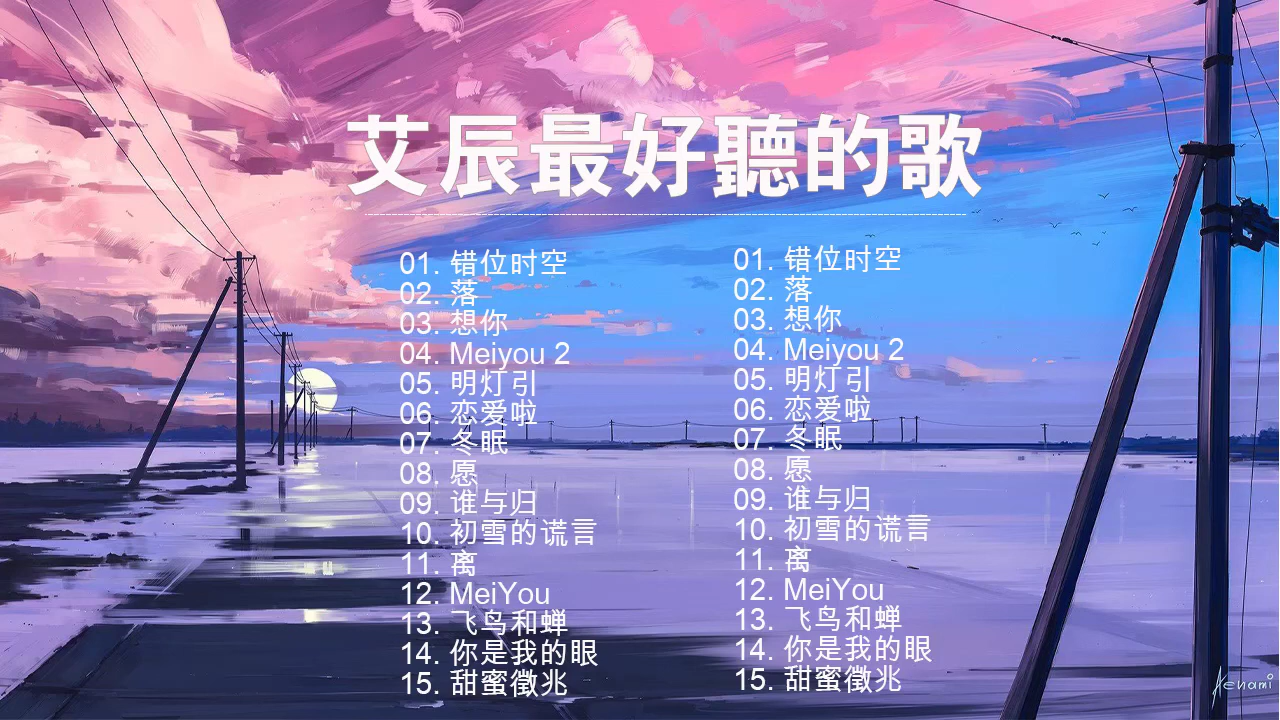 艾辰最好聽的歌
01. 错位时空
02. 落
03. 想你
04. Meiyou 2
05. 明灯引
06. 恋爱啦
07. 冬眠
08. 愿
09. 谁与归
10. 初雪的谎言
11. 离
12. MeiYou
13. 飞鸟和蝉
14. 你是我的眼
15. 甜蜜徵兆
01. 错位时空
02. 落
03. 想你
04. Meiyou 2
05. 明灯引
06. 恋爱啦
07. 冬眠
08. 愿
09. 谁与归
10. 初雪的谎言
11. 离
12. MeiYou
13. 飞鸟和蝉
14. 你是我的眼
15. 甜蜜徵兆
Aenami